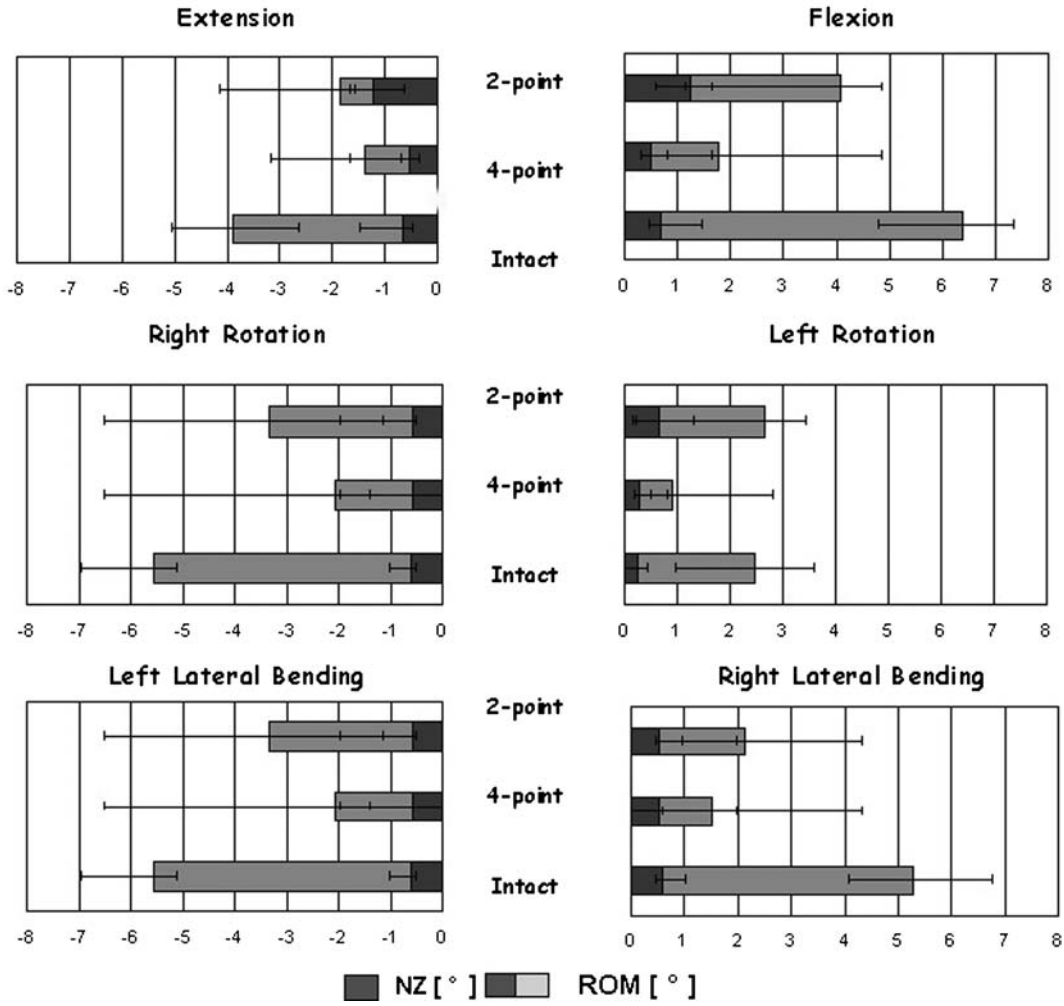 Extension Flexion
2-point
4-point
Intact
-8 -7 -6 -5 -4 -3 -2 -1 0 0 1 2 3 4 5 6 7 8
Right Rotation Left Rotation
2-point
4-point
Intact
-8 -7 -6 -5 -4 -3 -2 -1 0 0 1 2 3 4 5 6 7 8
Left Lateral Bending Right Lateral Bending
2-point
4-point
Intact
-8 -7 -6 -5 -4 -3 -2 -1 0 0 1 2 3 4 5 6 7 8
NZ [ ° ] ROM [ ° ]